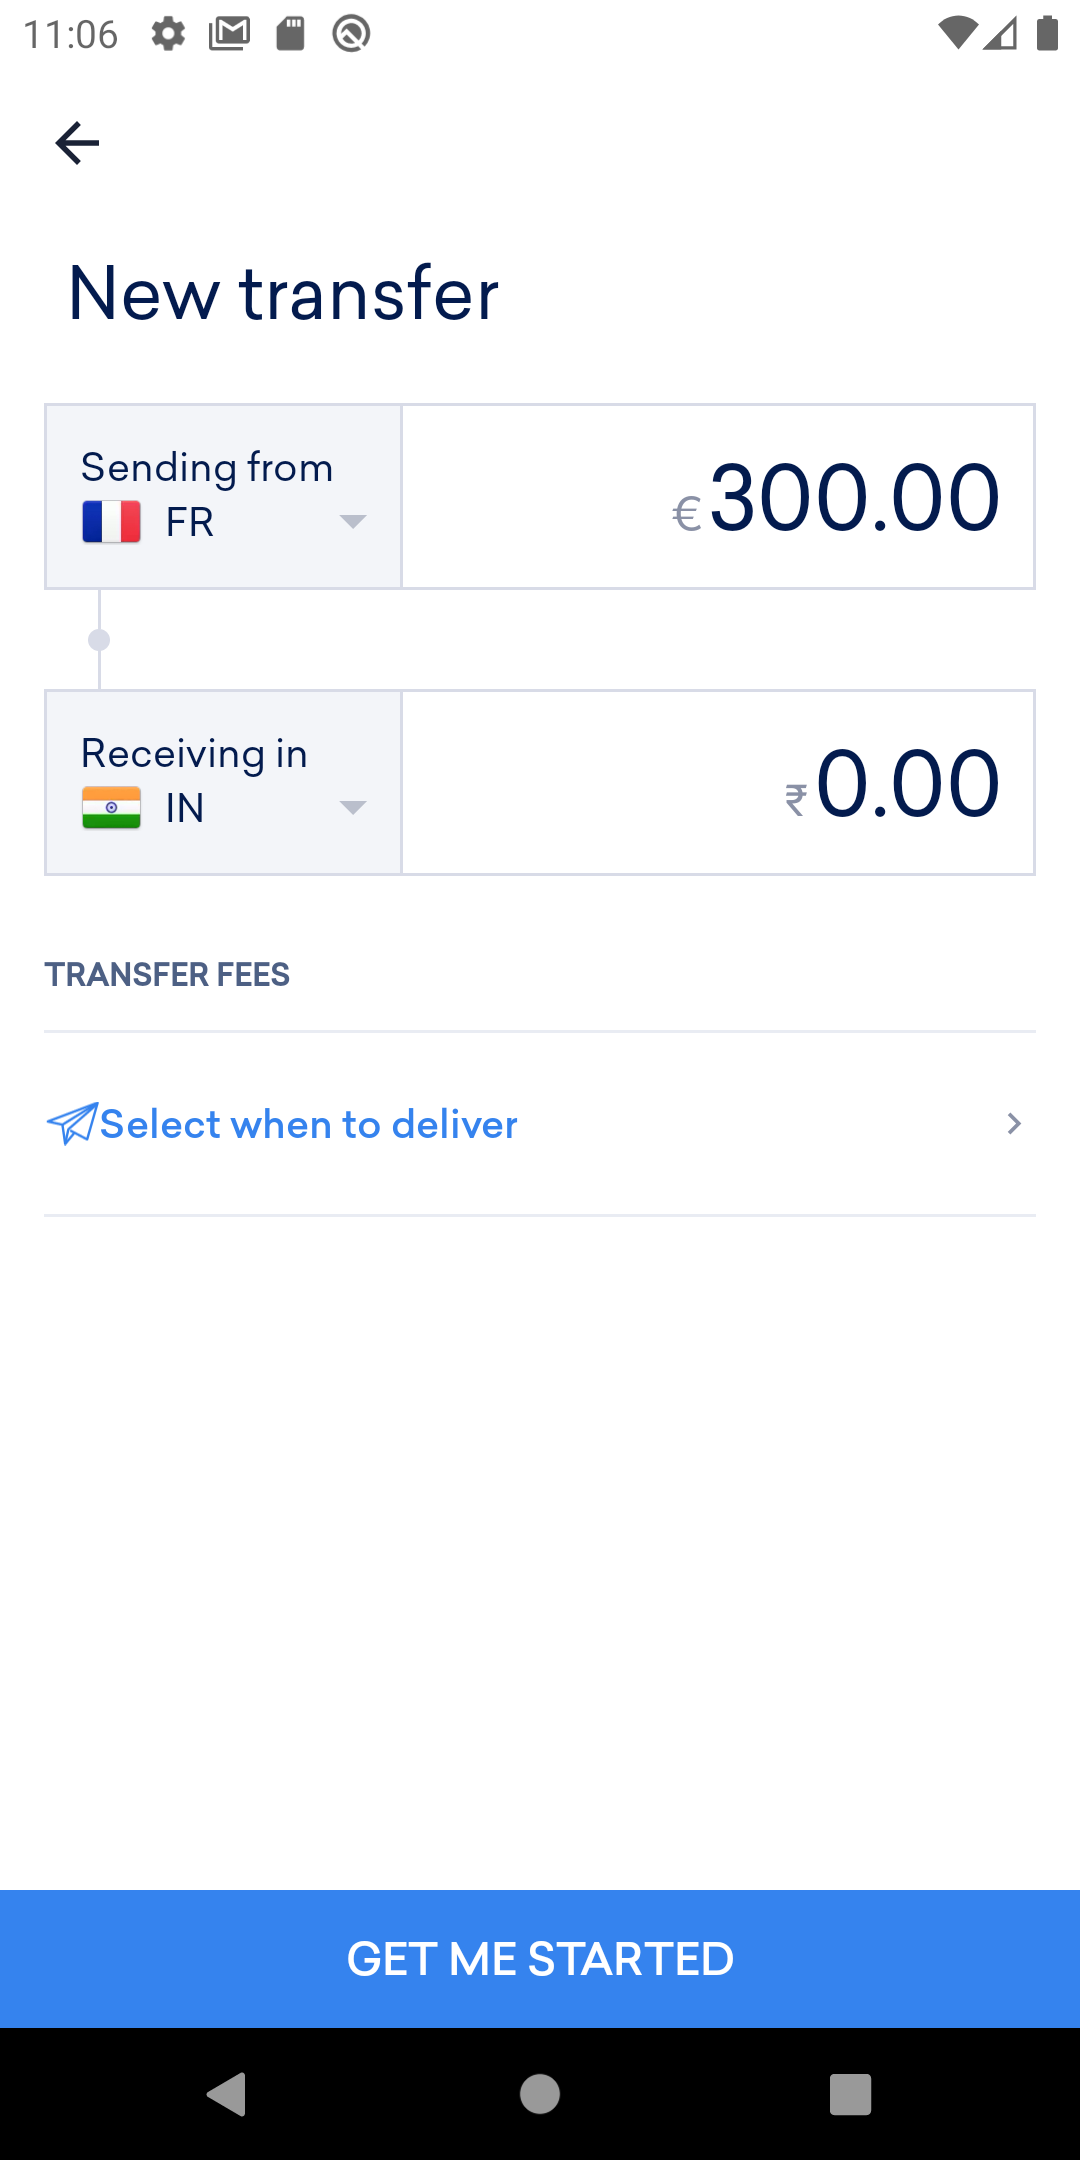 11:06
New transfer
Sending from
FR
€300.00
Receiving in
IN
₹0.00
TRANSFER FEES
Select when to deliver
GET ME STARTED